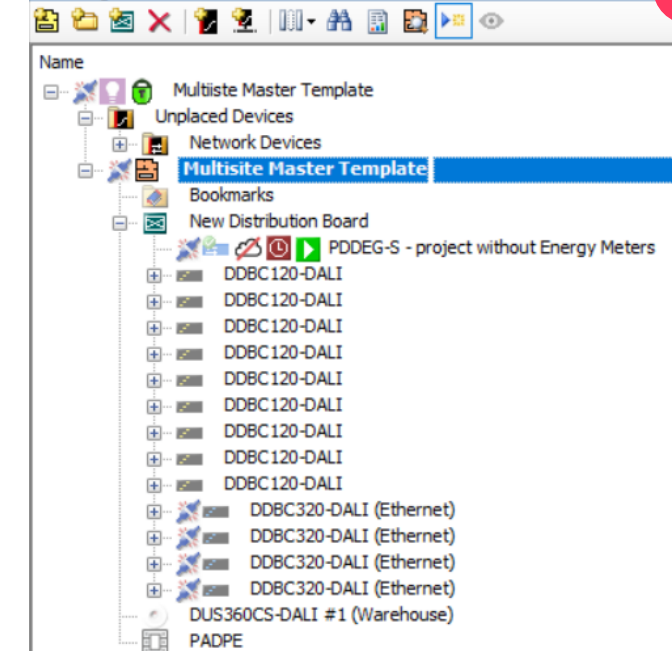 Name
Multiiste Master Template
Unplaced Devices
Network Devices
Multisite Master Template
Bookmarks
New Distribution Board
PDDEG-S - project without Energy Meters
DDBC120-DALI
DDBC120-DALI
DDBC120-DALI
DDBC120-DALI
DDBC120-DALI
DDBC120-DALI
DDBC120-DALI
DDBC120-DALI
DDBC120-DALI
DDBC320-DALI (Ethernet)
DDBC320-DALI (Ethernet)
DDBC320-DALI (Ethernet)
DDBC320-DALI (Ethernet)
DUS360CS-DALI #1 (Warehouse)
PADPE